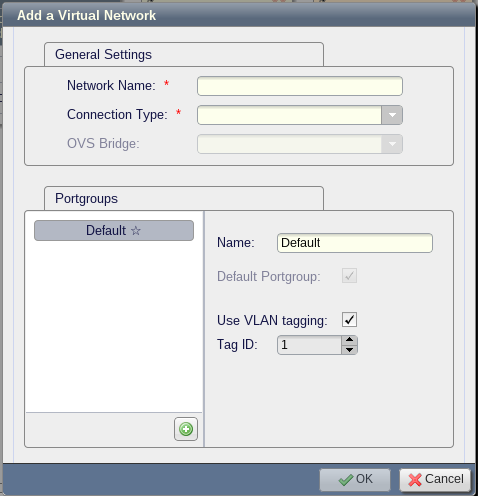 Add a Virtual Network
General Settings
Network Name: *
Connection Type: *
OVS Bridge:
Portgroups
Default ☆
Name: Default
Default Portgroup:
Use VLAN tagging:
Tag ID: 1
OK Cancel